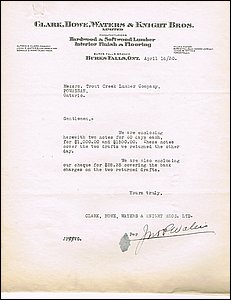 CLARK, BOWE, WATERS & KNIGHT BROS.
LIMITED
MANUFACTURERS
Hardwood & Softwood Lumber
Interior Finish & Flooring
BURKS FALLS, ONT.
April 14/20.
Messrs. Trout Creek Lumber Company,
POWASSAN,
Ontario.
Gentlemen,-
We are enclosing
herewith two notes for 60 days each,
for $1,000.00 and $1500.00. These notes
cover the two drafts we returned the other
day.
We are also enclosing
our cheque for covering the bank
charges on the two returned drafts.
Yours truly,
CLARK, BOWE, WATERS & KNIGHT BROS. LTD.
Per